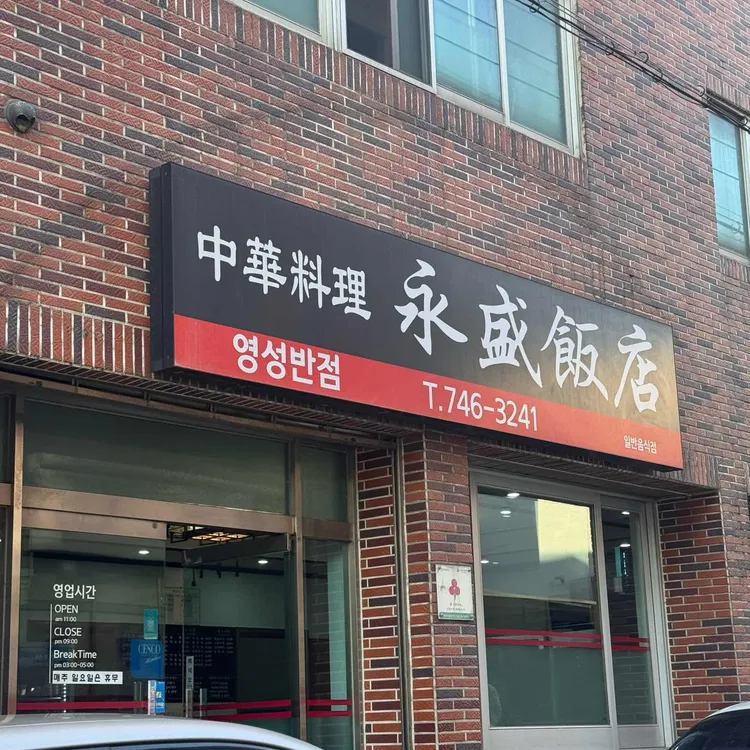 中華料理 永盛飯店
영성반점 T.746-3241
일반음식점
영업시간
OPEN
am 11:00
CLOSE
pm 09:00
BreakTime
pm 03:00-05:00
매주 일요일은 휴무
CESCO